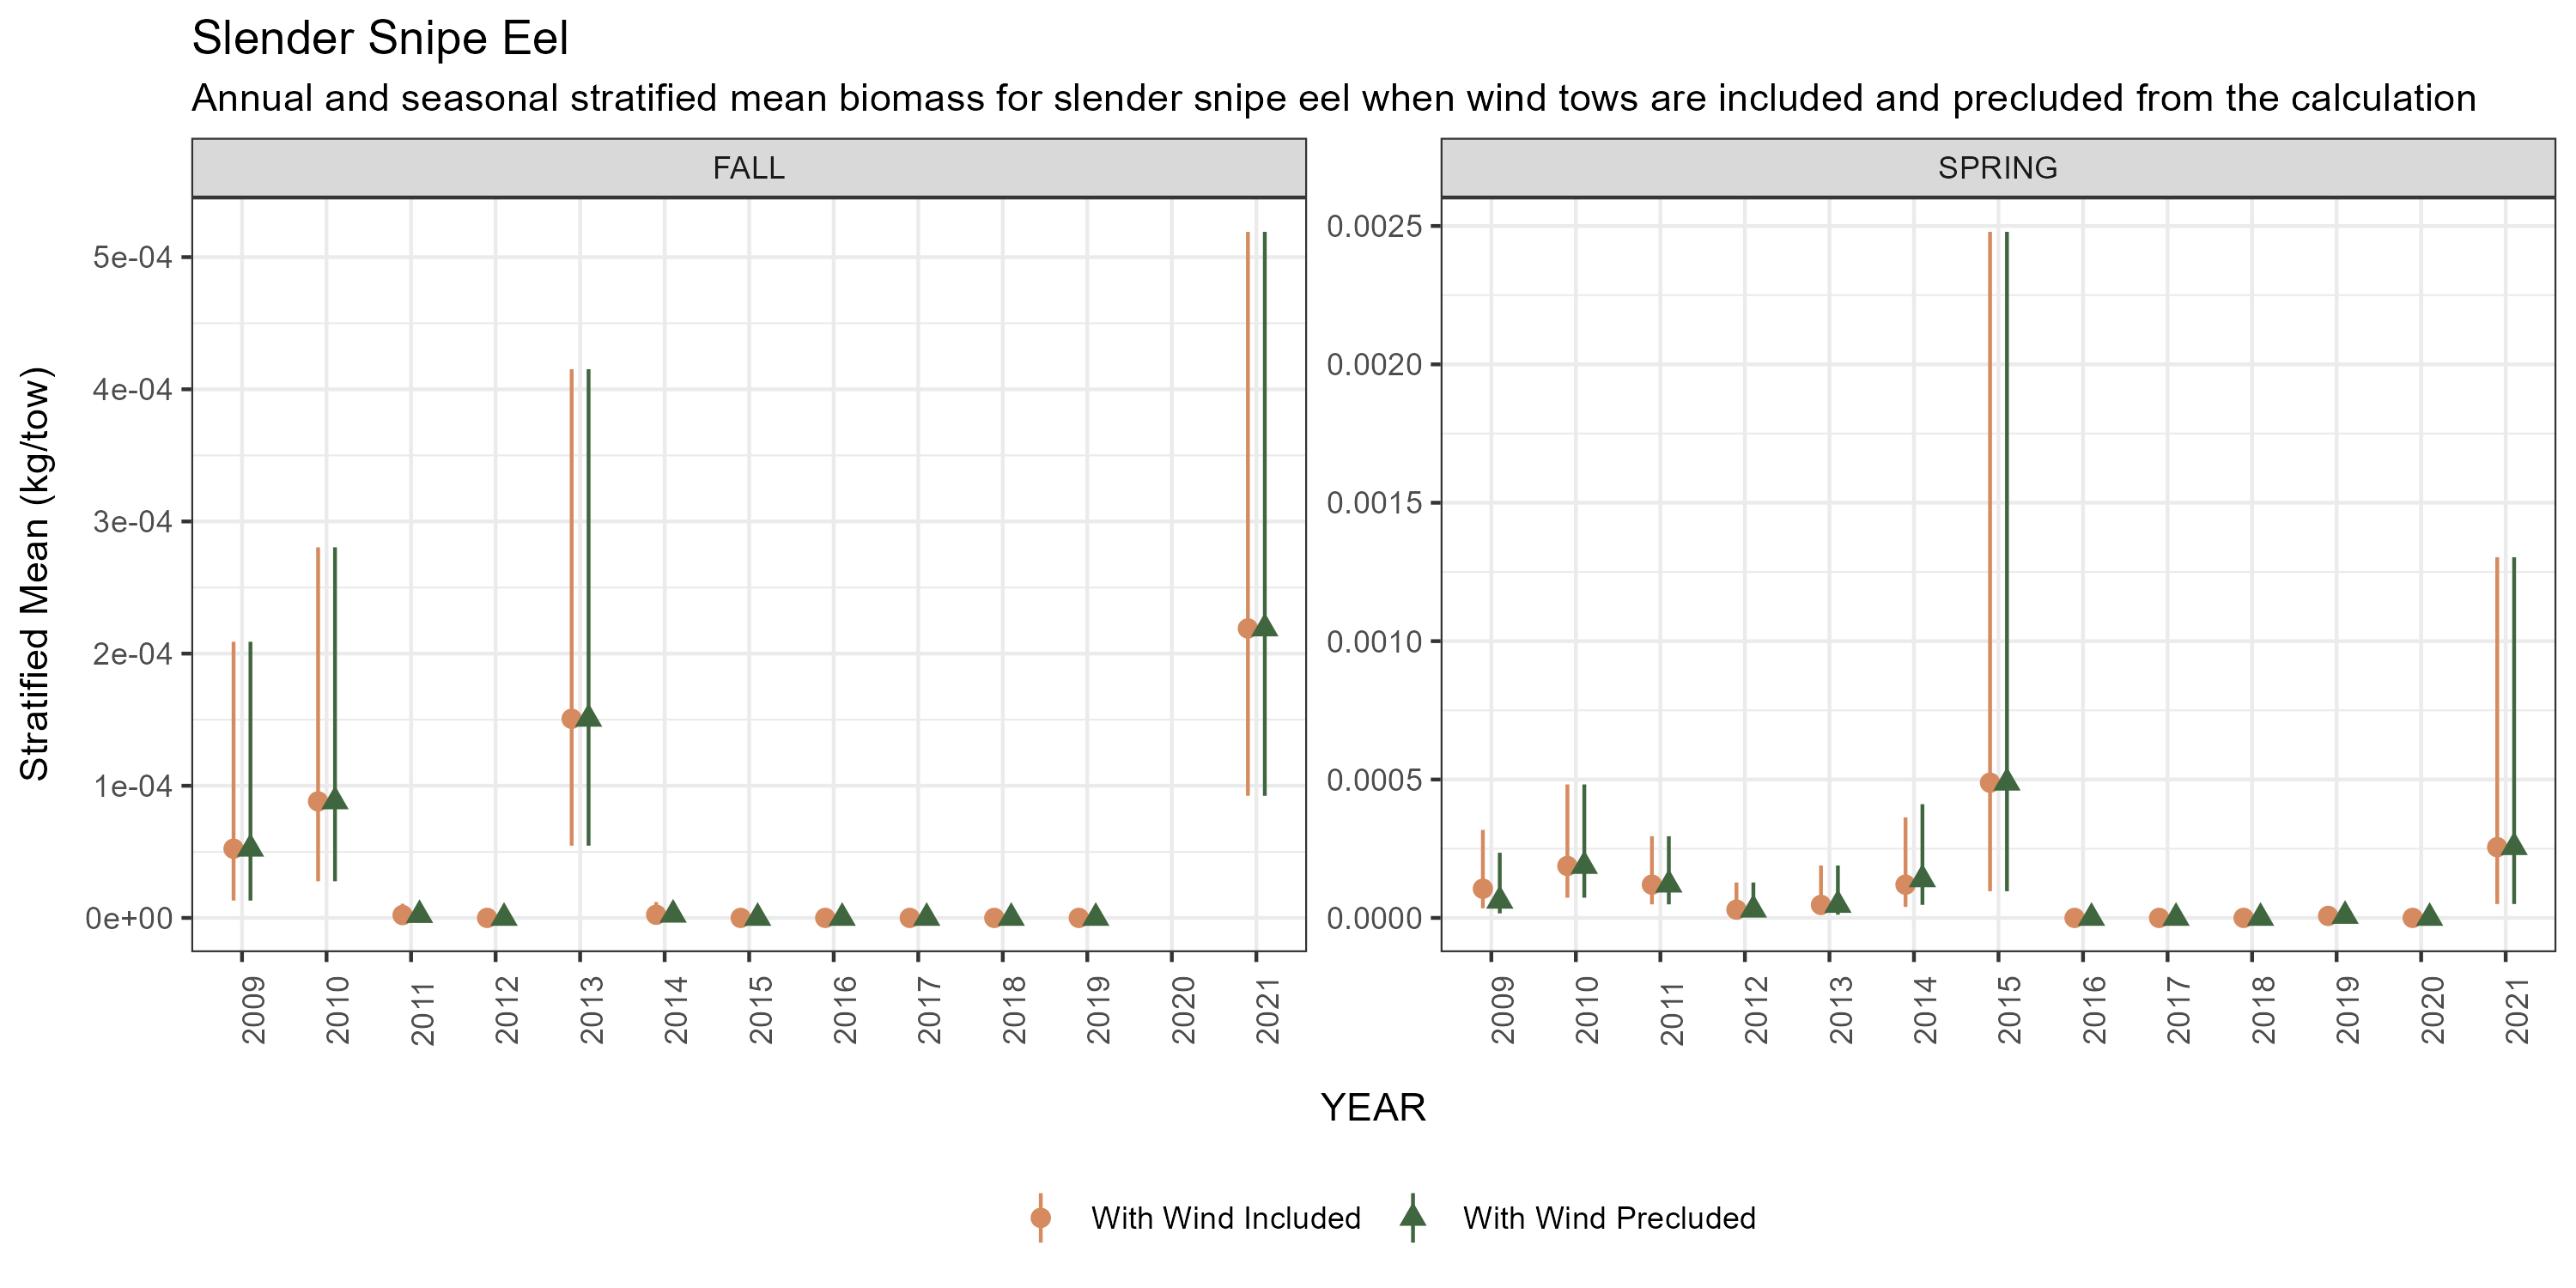 Slender Snipe Eel
Annual and seasonal stratified mean biomass for slender snipe eel when wind tows are included and precluded from the calculation
FALL
SPRING
Stratified Mean (kg/tow)
5e-04
4e-04
3e-04
2e-04
1e-04
0e+00
0.0025
0.0020
0.0015
0.0010
0.0005
0.0000
2009 2010 2011 2012 2013 2014 2015 2016 2017 2018 2019 2020 2021
2009 2010 2011 2012 2013 2014 2015 2016 2017 2018 2019 2020 2021
YEAR
With Wind Included With Wind Precluded